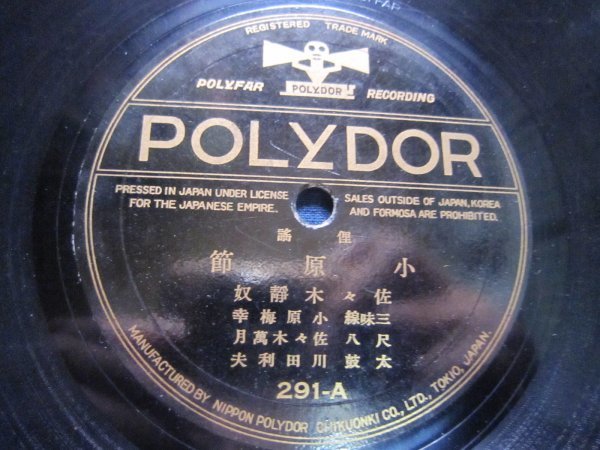 REGISTERED TRADE MARK
POLYDOR
POLYFAR RECORDING
POLYDOR
PRESSED IN JAPAN UNDER LICENSE
FOR THE JAPANESE EMPIRE.
SALES OUTSIDE OF JAPAN, KOREA
AND FORMOSA ARE PROHIBITED.
俚謠
小原節
佐々木靜奴
三味線 小原梅幸
尺八 佐々木萬月
太鼓 川田利夫
291-A
MANUFACTURED BY NIPPON POLYDOR CHIKUONKI CO., LTD., TOKIO, JAPAN.